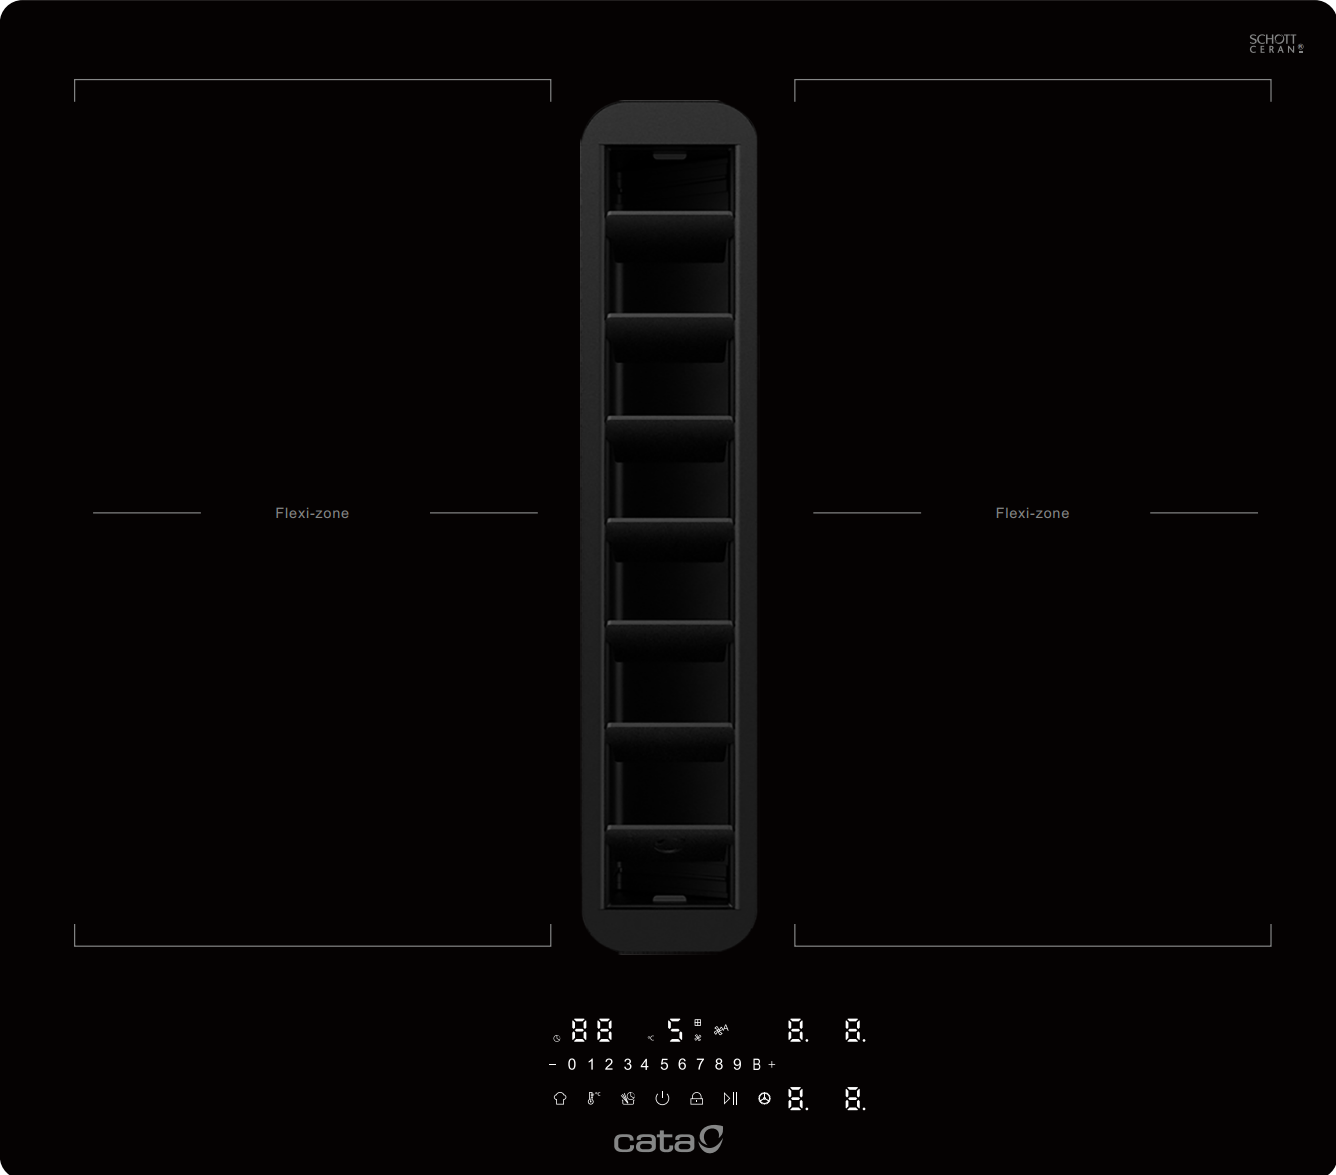 SCHOTT
CERAN®
Flexi-zone
Flexi-zone
88 °C 5 A 8. 8.
− 0 1 2 3 4 5 6 7 8 9 B +
°C 8. 8.
cata